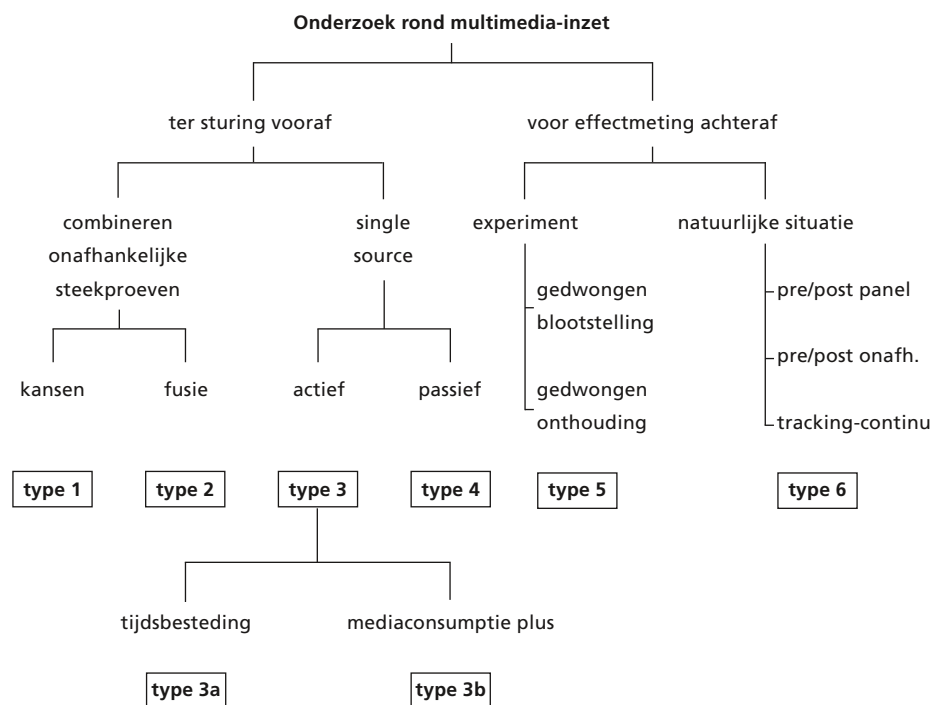 Onderzoek rond multimedia-inzet
ter sturing vooraf
voor effectmeting achteraf
combineren
onafhankelijke
steekproeven
single
source
experiment
natuurlijke situatie
gedwongen
blootstelling
pre/post panel
pre/post onafh.
kansen
fusie
actief
passief
gedwongen
onthouding
tracking-continu
type 1
type 2
type 3
type 4
type 5
type 6
tijdsbesteding
mediaconsumptie plus
type 3a
type 3b